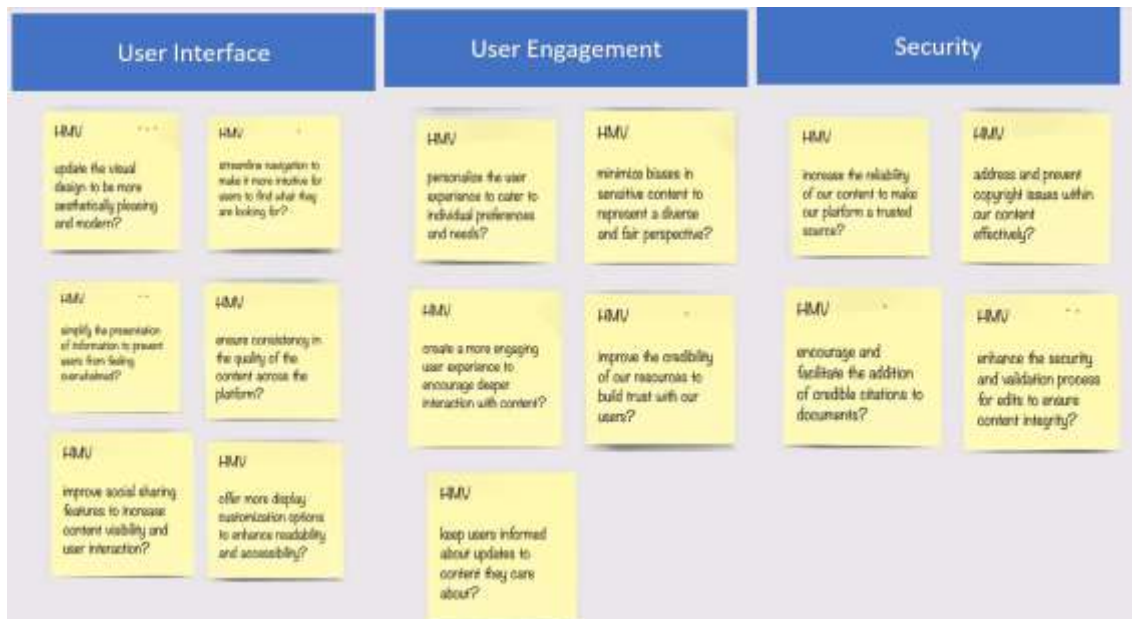 User Interface
User Engagement
Security
HMW
update the visual
design to be more
aesthetically pleasing
and modern?
HMW
streamline navigation to
make it more intuitive for
users to find what they
are looking for?
HMW
simplify the presentation
of information to prevent
users from feeling
overwhelmed?
HMW
ensure consistency in
the quality of the
content across the
platform?
HMW
improve social sharing
features to increase
content visibility and
user interaction?
HMW
offer more display
customization options
to enhance readability
and accessibility?
HMW
personalize the user
experience to cater to
individual preferences
and needs?
HMW
minimize biases in
sensitive content to
represent a diverse
and fair perspective?
HMW
create a more engaging
user experience to
encourage deeper
interaction with content?
HMW
improve the credibility
of our resources to
build trust with our
users?
HMW
keep users informed
about updates to
content they care
about?
HMW
increase the reliability
of our content to make
our platform a trusted
source?
HMW
address and prevent
copyright issues within
our content
effectively?
HMW
encourage and
facilitate the addition
of credible citations to
documents?
HMW
enhance the security
and validation process
for edits to ensure
content integrity?